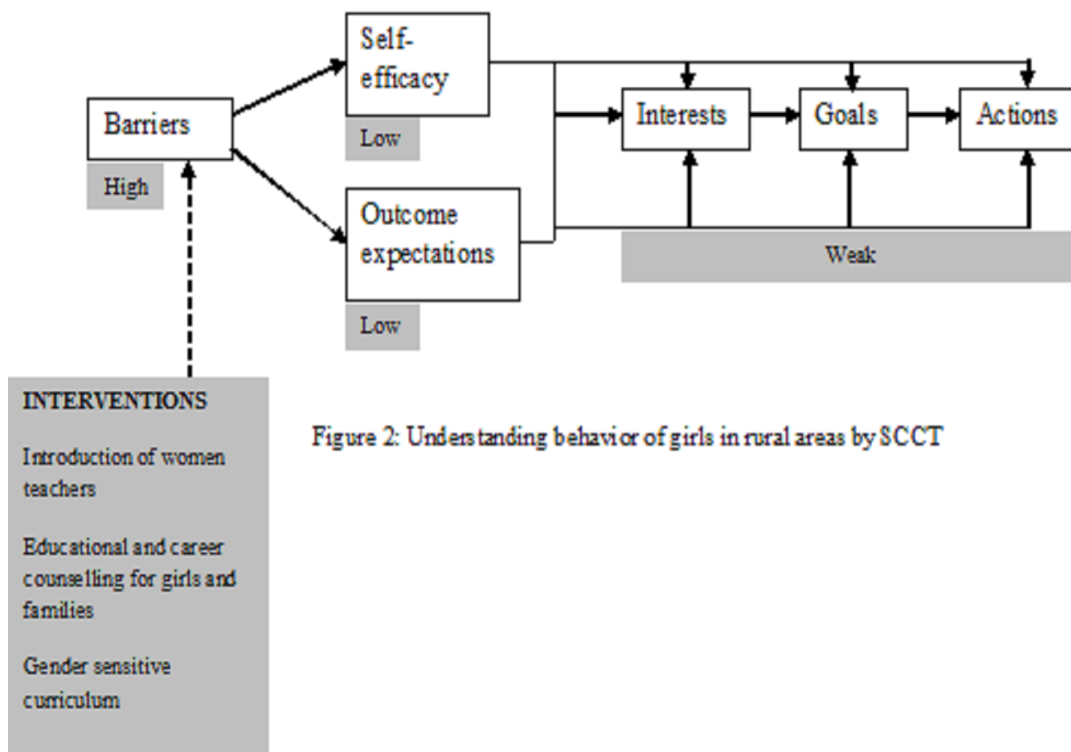 Self-
efficacy
Low
Barriers
High
Outcome
expectations
Low
Interests
Goals
Actions
Weak
INTERVENTIONS
Introduction of women
teachers
Educational and career
counselling for girls and
families
Gender sensitive
curriculum
Figure 2: Understanding behavior of girls in rural areas by SCCT